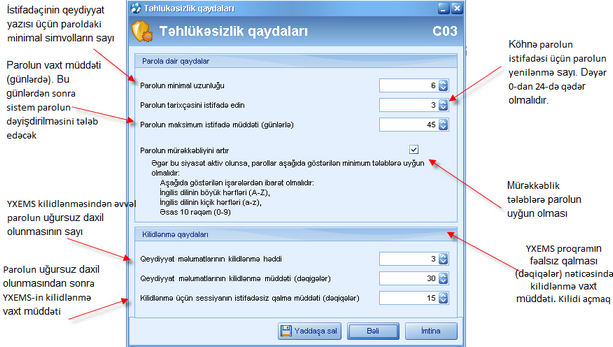 İstifadəçinin qeydiyyat
yazısı üçün paroldaki
minimal simvolların sayı
Parolun vaxt müddəti
(günlərdə). Bu
günlərdən sonra
sistem parolun
dəyişdirilməsini tələb
edəcək
YXEMS kilidlənməsindən əvvəl
parolun uğursuz daxil
olunmasının sayı
Parolun uğursuz daxil
olunmasından sonra
YXEMS-in kilidlənmə
vaxt müddəti
Təhlükəsizlik qaydaları
Təhlükəsizlik qaydaları
C03
Parola dair qaydalar
Parolun minimal uzunluğu
6
Parolun tarixçəsini istifadə edin
3
Parolun maksimum istifadə müddəti (günlərlə)
45
Parolun mürəkkəbliyini artır
Əgər bu siyasət aktiv olunsa, parollar aşağıda göstərilən minimum tələblərə uyğun
olmalıdır:
Aşağıda göstərilən işarələrdən ibarət olmalıdır:
İngilis dilinin böyük hərfləri (A-Z),
İngilis dilinin kiçik hərfləri (a-z),
Əsas 10 rəqəm (0-9)
Kilidlənmə qaydaları
Qeydiyyat məlumatlarının kilidlənmə həddi
3
Qeydiyyat məlumatlarının kilidlənmə müddəti (dəqiqələr)
30
Kilidlənmə üçün sessiyanın istifadəsiz qalma müddəti (dəqiqələr)
15
Yaddaşa sal
Bəli
İmtina
Köhnə parolun
istifadəsi üçün parolun
yenilənmə sayı. Dəyər
0-dan 24-də qədər
olmalıdır.
Mürəkkəblik
tələblərə parolun
uyğun olması
YXEMS proqramın
fəalsız qalması
(dəqiqələr) nəticəsində
kilidlənmə vaxt
müddəti. Kilidi açmaq